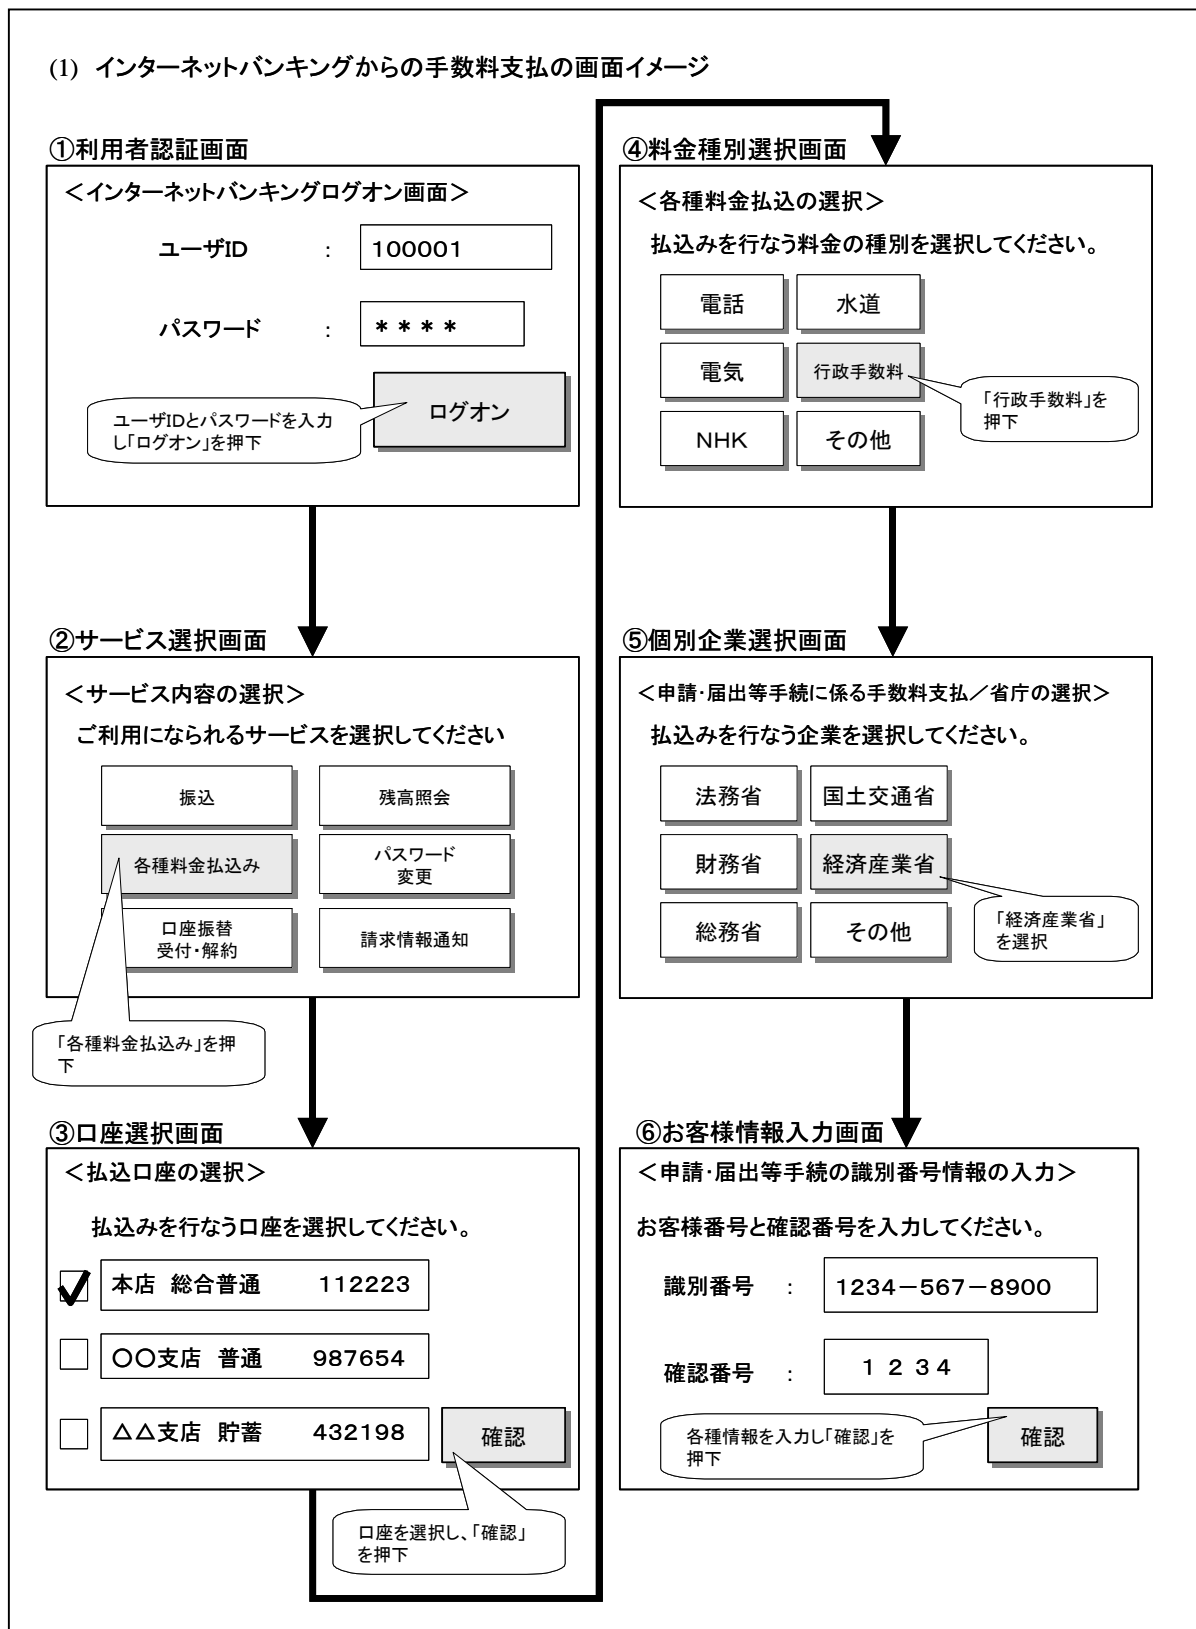 (1) インターネットバンキングからの手数料支払の画面イメージ
①利用者認証画面
＜インターネットバンキングログオン画面＞
ユーザID : 100001
パスワード : ＊＊＊＊
ログオン
ユーザIDとパスワードを入力
し「ログオン」を押下
②サービス選択画面
＜サービス内容の選択＞
ご利用になられるサービスを選択してください
振込 残高照会
各種料金払込み
パスワード
変更
口座振替
受付・解約
請求情報通知
「各種料金払込み」を押
下
③口座選択画面
＜払込口座の選択＞
払込みを行なう口座を選択してください。
本店 総合普通 112223
〇〇支店 普通 987654
△△支店 貯蓄 432198
確認
口座を選択し、「確認」
を押下
④料金種別選択画面
＜各種料金払込の選択＞
払込みを行なう料金の種別を選択してください。
電話 水道
電気 行政手数料
NHK その他
「行政手数料」を
押下
⑤個別企業選択画面
＜申請・届出等手続に係る手数料支払／省庁の選択＞
払込みを行なう企業を選択してください。
法務省 国土交通省
財務省 経済産業省
総務省 その他
「経済産業省」
を選択
⑥お客様情報入力画面
＜申請・届出等手続の識別番号情報の入力＞
お客様番号と確認番号を入力してください。
識別番号 : 1234－567－8900
確認番号 : 1 2 3 4
各種情報を入力し「確認」を
押下
確認